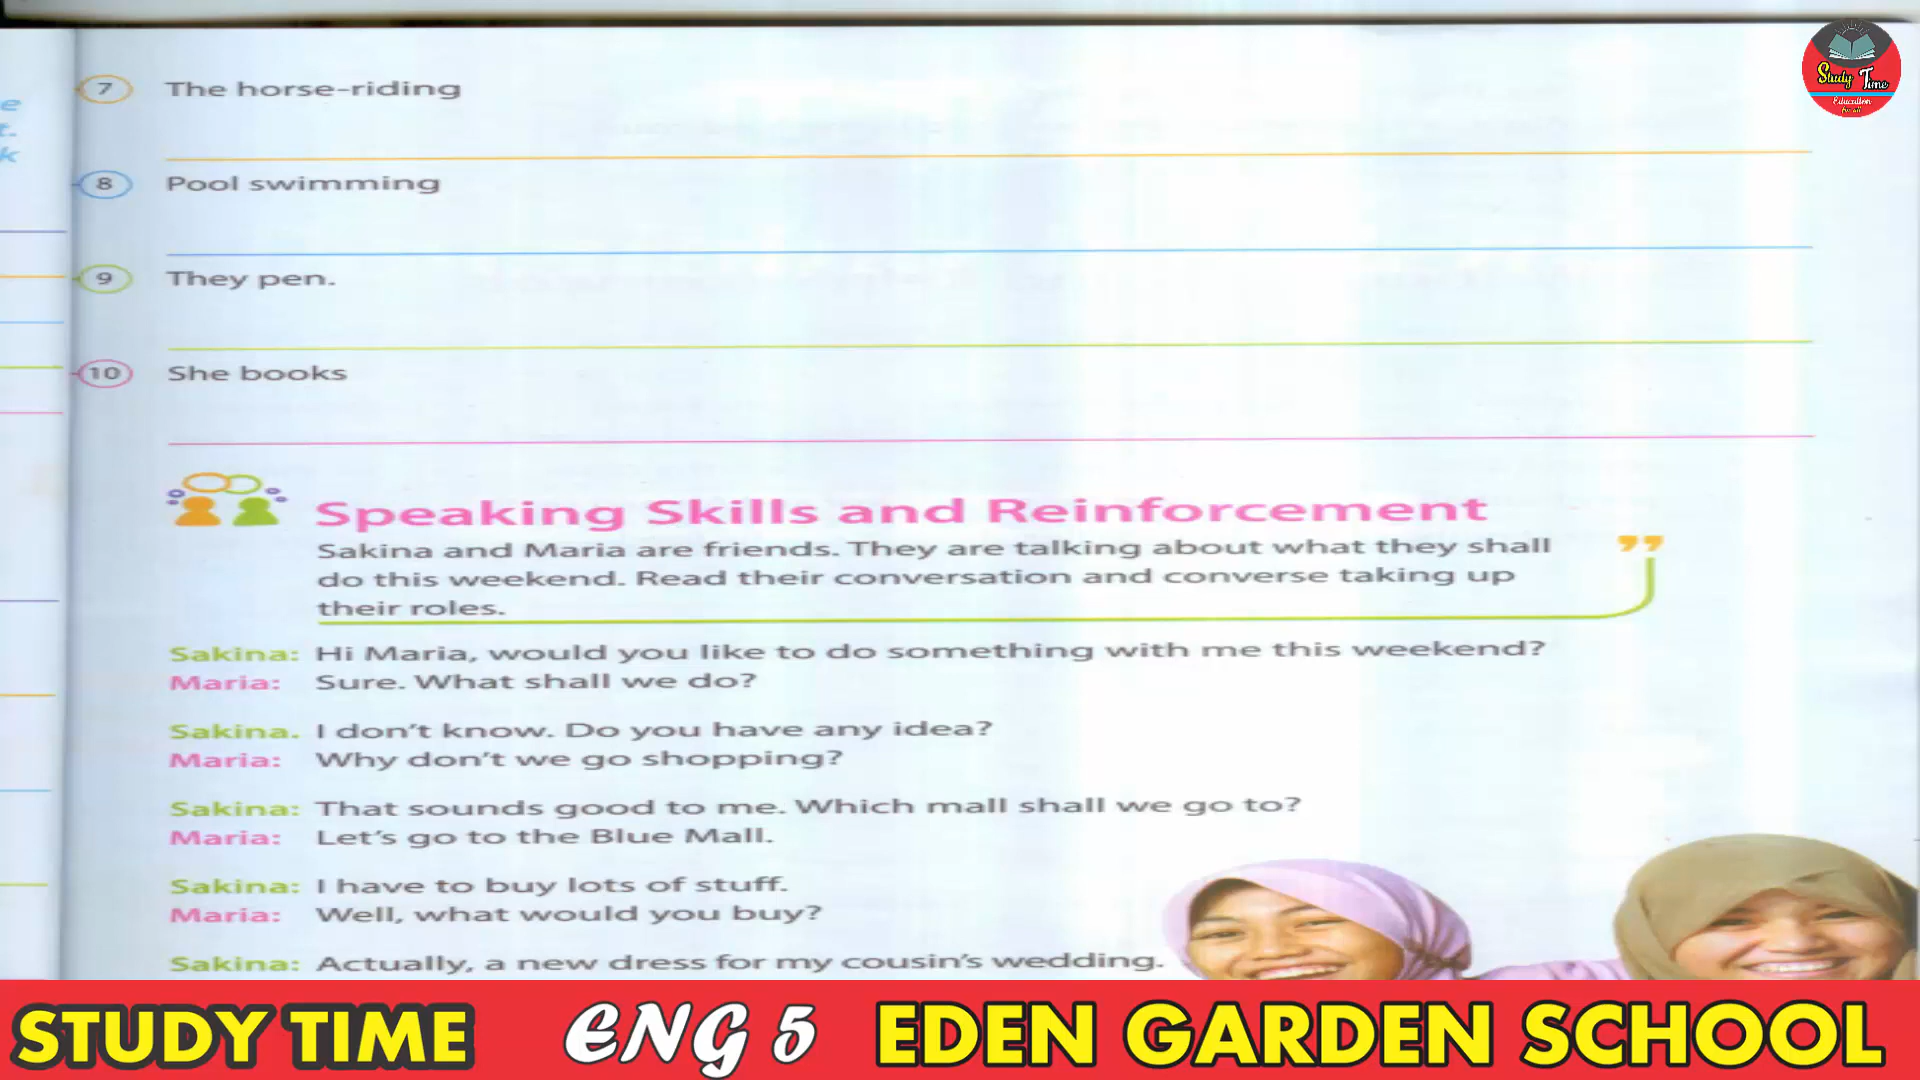 Study Time
Education
for all
e
t.
k
7 The horse-riding
8 Pool swimming
9 They pen.
10 She books
Speaking Skills and Reinforcement
Sakina and Maria are friends. They are talking about what they shall
do this weekend. Read their conversation and converse taking up
their roles.
Sakina: Hi Maria, would you like to do something with me this weekend?
Maria: Sure. What shall we do?
Sakina. I don't know. Do you have any idea?
Maria: Why don't we go shopping?
Sakina: That sounds good to me. Which mall shall we go to?
Maria: Let's go to the Blue Mall.
Sakina: I have to buy lots of stuff.
Maria: Well, what would you buy?
Sakina: Actually, a new dress for my cousin's wedding.
STUDY TIME ENG 5 EDEN GARDEN SCHOOL